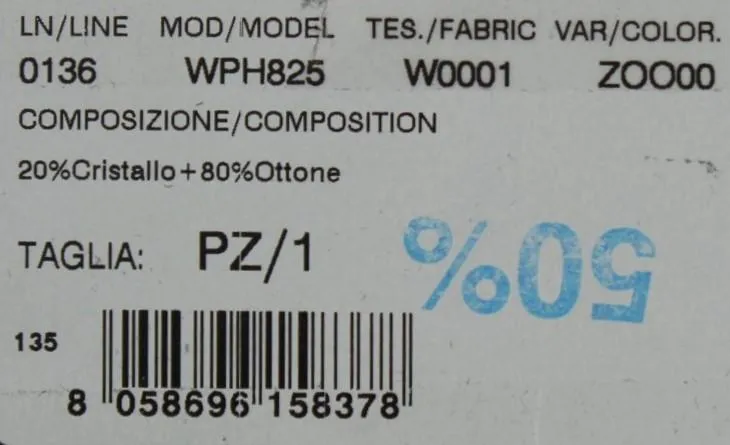 LN/LINE MOD/MODEL TES./FABRIC VAR/COLOR.
0136 WPH825 W0001 ZOO00
COMPOSIZIONE/COMPOSITION
20%Cristallo+80%Ottone
TAGLIA: PZ/1
50%
135
8 058696 158378